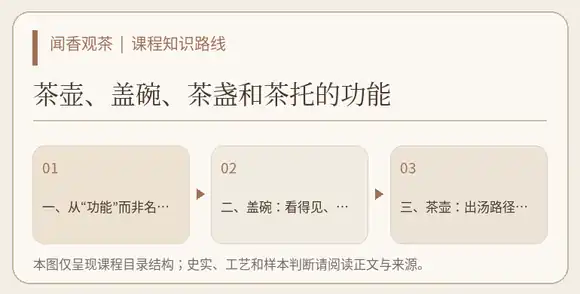 闻香观茶｜课程知识路线
茶壶、盖碗、茶盏和茶托的功能
01
一、从“功能”而非名…
02
二、盖碗：看得见、…
03
三、茶壶：出汤路径…
本图仅呈现课程目录结构；史实、工艺和样本判断请阅读正文与来源。